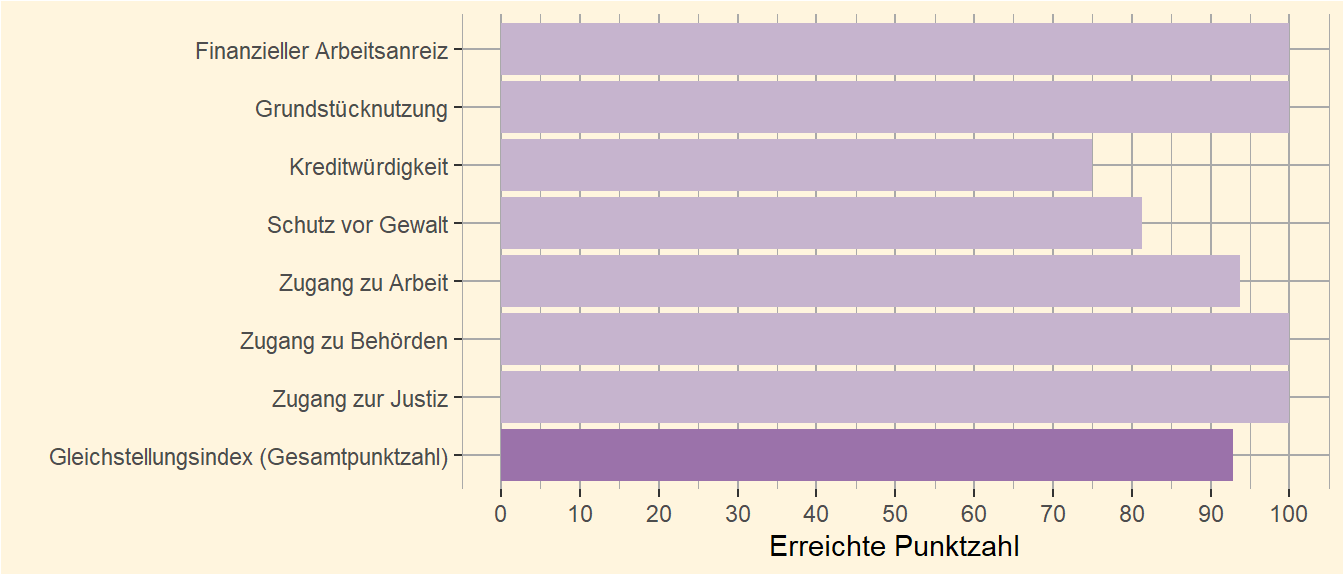 Finanzieller Arbeitsanreiz
Grundstücknutzung
Kreditwürdigkeit
Schutz vor Gewalt
Zugang zu Arbeit
Zugang zu Behörden
Zugang zur Justiz
Gleichstellungsindex (Gesamtpunktzahl)
0 10 20 30 40 50 60 70 80 90 100
Erreichte Punktzahl